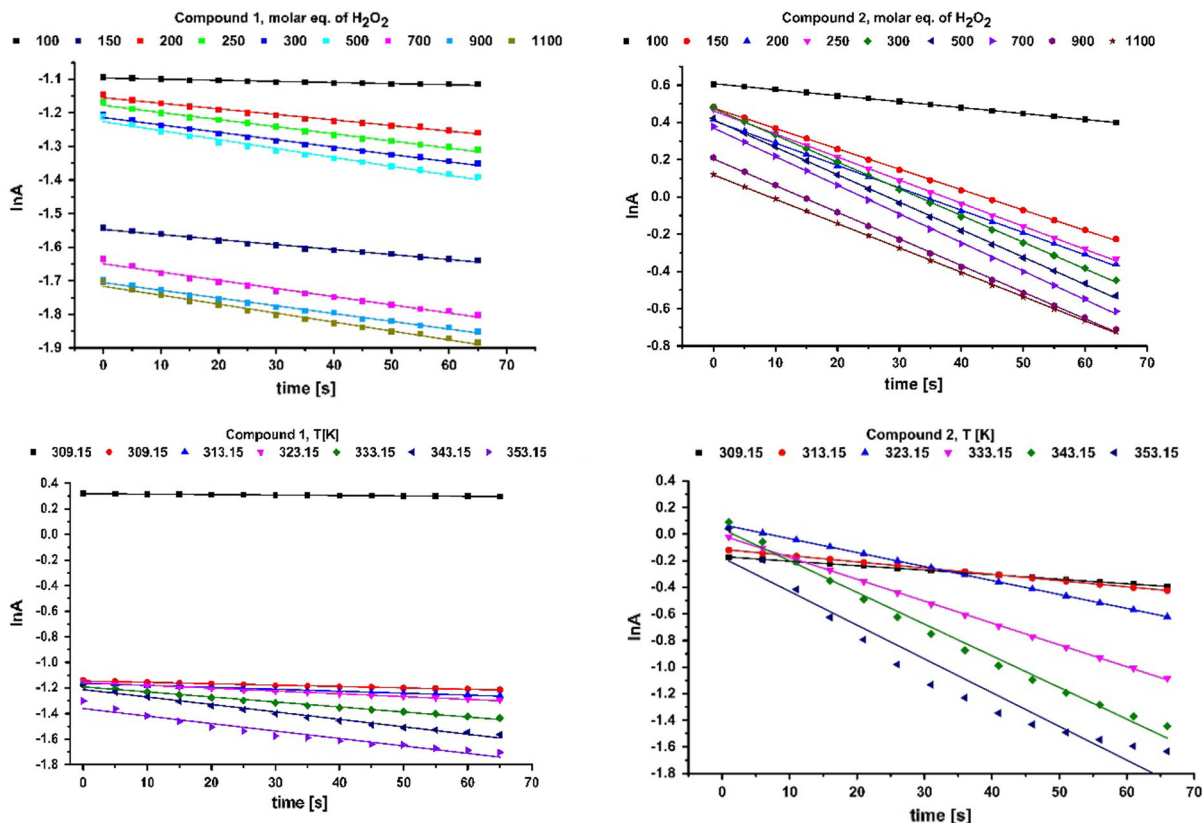 Compound 1, molar eq. of H₂O₂
100 150 200 250 300 500 700 900 1100
-1.1
-1.2
-1.3
-1.4
-1.5
-1.6
-1.7
-1.8
-1.9
lnA
0 10 20 30 40 50 60 70
time [s]
Compound 2, molar eq. of H₂O₂
100 150 200 250 300 500 700 900 1100
0.6
0.4
0.2
0.0
-0.2
-0.4
-0.6
-0.8
lnA
0 10 20 30 40 50 60 70
time [s]
Compound 1, T[K]
309.15 309.15 313.15 323.15 333.15 343.15 353.15
0.4
0.2
0.0
-0.2
-0.4
-0.6
-0.8
-1.0
-1.2
-1.4
-1.6
-1.8
lnA
0 10 20 30 40 50 60 70
time [s]
Compound 2, T [K]
309.15 313.15 323.15 333.15 343.15 353.15
0.4
0.2
0.0
-0.2
-0.4
-0.6
-0.8
-1.0
-1.2
-1.4
-1.6
-1.8
lnA
0 10 20 30 40 50 60 70
time [s]